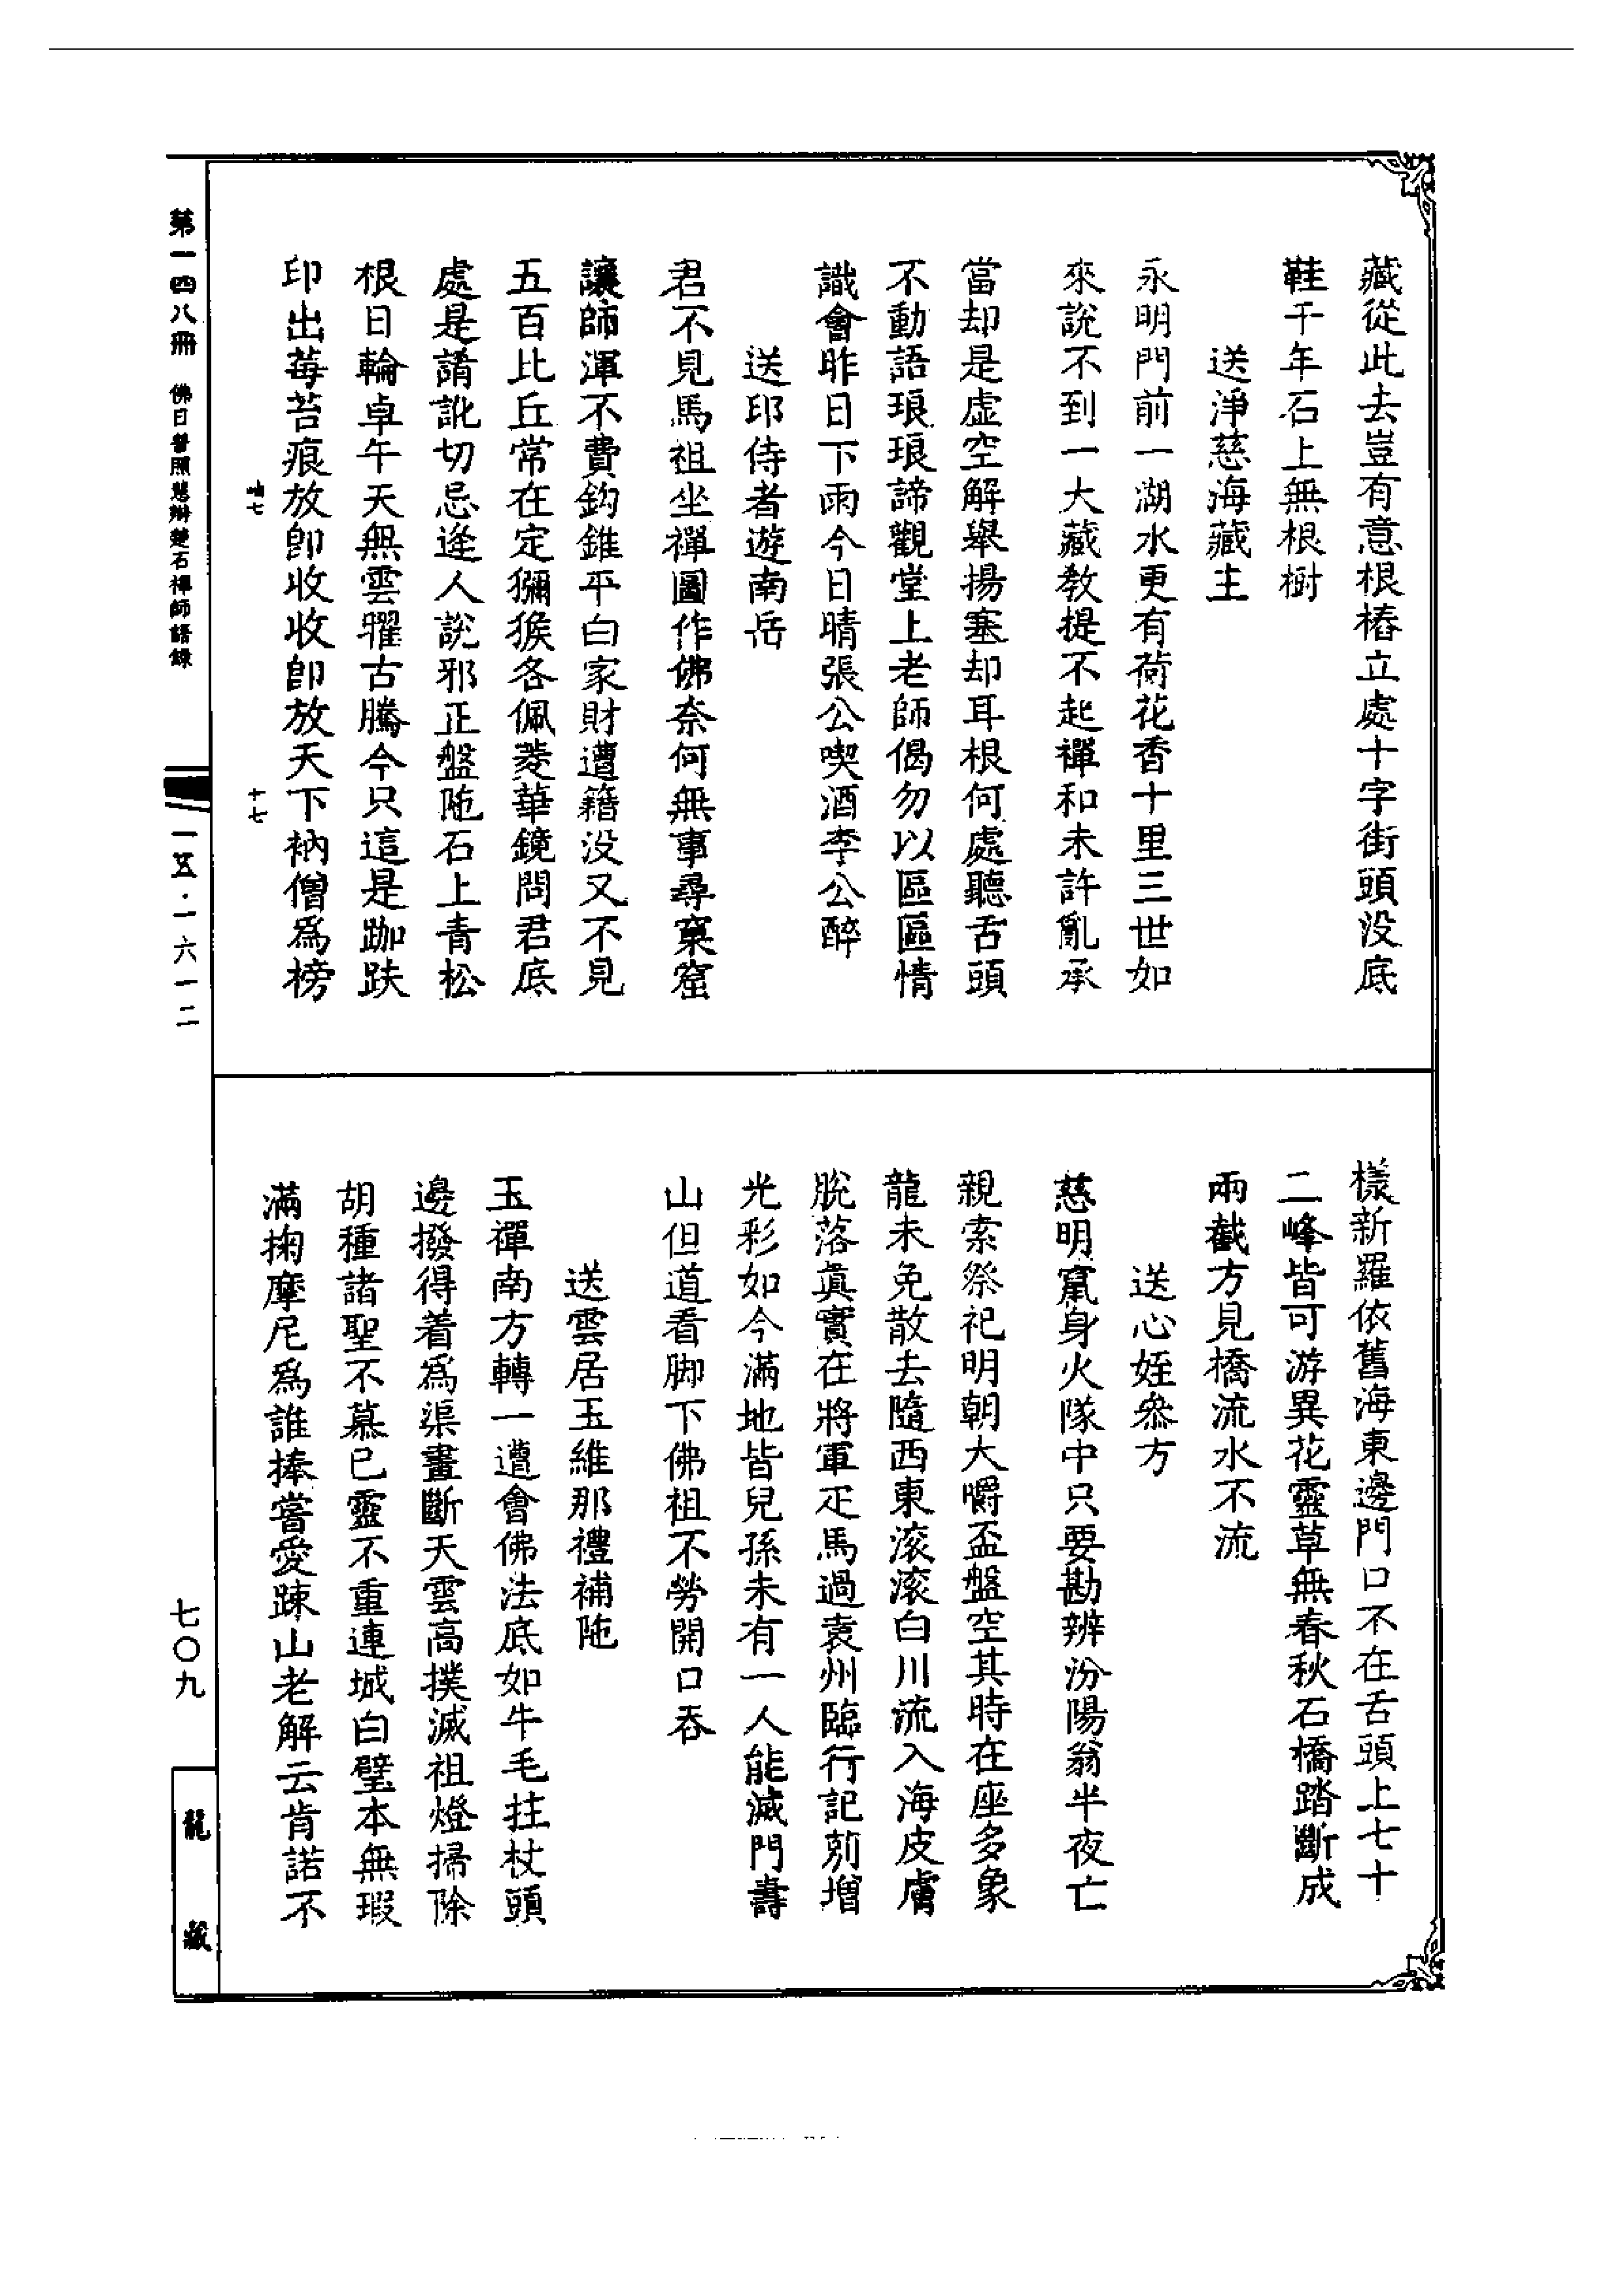 藏從此去豈有意根樁立處十字街頭没底
鞋千年石上無根樹
送淨慈海藏主
永明門前一湖水更有荷花香十里三世如
來說不到一大藏敎提不起禪和未許亂承
當却是虛空解舉揚塞却耳根何處聽舌頭
不動語琅琅諦觀堂上老師偈勿以區區情
識會昨日下雨今日晴張公喫酒李公醉
送印侍者遊南岳
君不見馬祖坐禪圖作佛奈何無事尋窠窟
讓師渾不費鈎錐平白家財遭籍没又不見
五百比丘常在定獼猴各佩菱華鏡問君底
處是誵訛切忌逢人說邪正盤陁石上青松
根日輪卓午天無雲曜古騰今只這是跏趺
印出莓苔痕放卽收收卽放天下衲僧爲榜
十七
樣新羅依舊海東邊門口不在舌頭上七十
二峰皆可游異花靈草無春秋石橋踏斷成
兩截方見橋流水不流
送心姪叅方
慈明竄身火隊中只要勘辨汾陽翁半夜亡
親索祭祀明朝大嚼盃盤空其時在座多象
龍未免散去隨西東滚滚白川流入海皮膚
脫落眞實在將軍疋馬過袁州臨行記莂增
光彩如今滿地皆兒孫未有一人能滅門壽
山但道看脚下佛祖不勞開口吞
送雲居玉維那禮補陁
玉禪南方轉一遭會佛法底如牛毛拄杖頭
邊撥得着爲渠畫斷天雲高撲滅祖燈掃除
胡種諸聖不慕已靈不重連城白璧本無瑕
滿掬摩尼爲誰捧嘗愛踈山老解云肯諾不
第一四八冊 佛日普照慧辯楚石禪師語錄
一五·一六一二
七〇九
龍藏